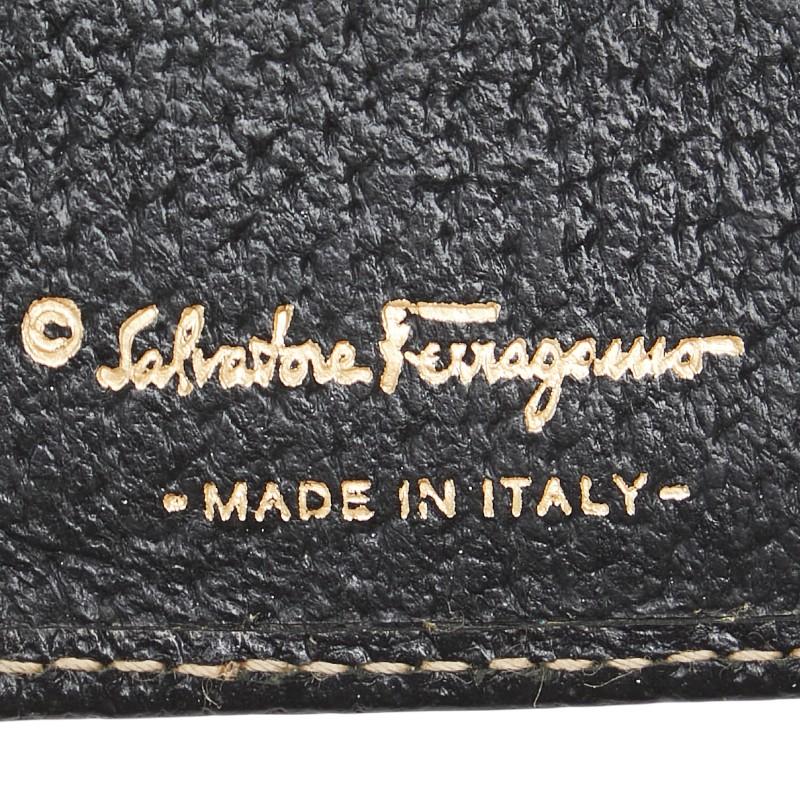 © Salvatore Ferragamo
- MADE IN ITALY -